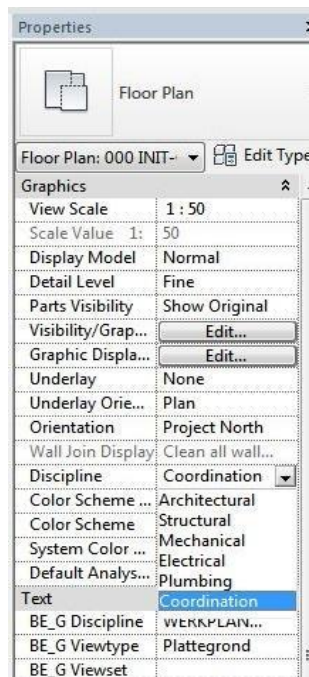 Properties
Floor Plan
Floor Plan: 000 INIT- Edit Type
Graphics
View Scale 1 : 50
Scale Value 1: 50
Display Model Normal
Detail Level Fine
Parts Visibility Show Original
Visibility/Grap... Edit...
Graphic Displa... Edit...
Underlay None
Underlay Orie... Plan
Orientation Project North
Wall Join Display Clean all wall...
Discipline Coordination
Color Scheme ... Architectural
Color Scheme Structural
System Color ... Mechanical
Default Analys... Electrical
Plumbing
Text Coordination
BE_G Discipline WERKPLAN...
BE_G Viewtype Plattegrond
BE_G Viewset